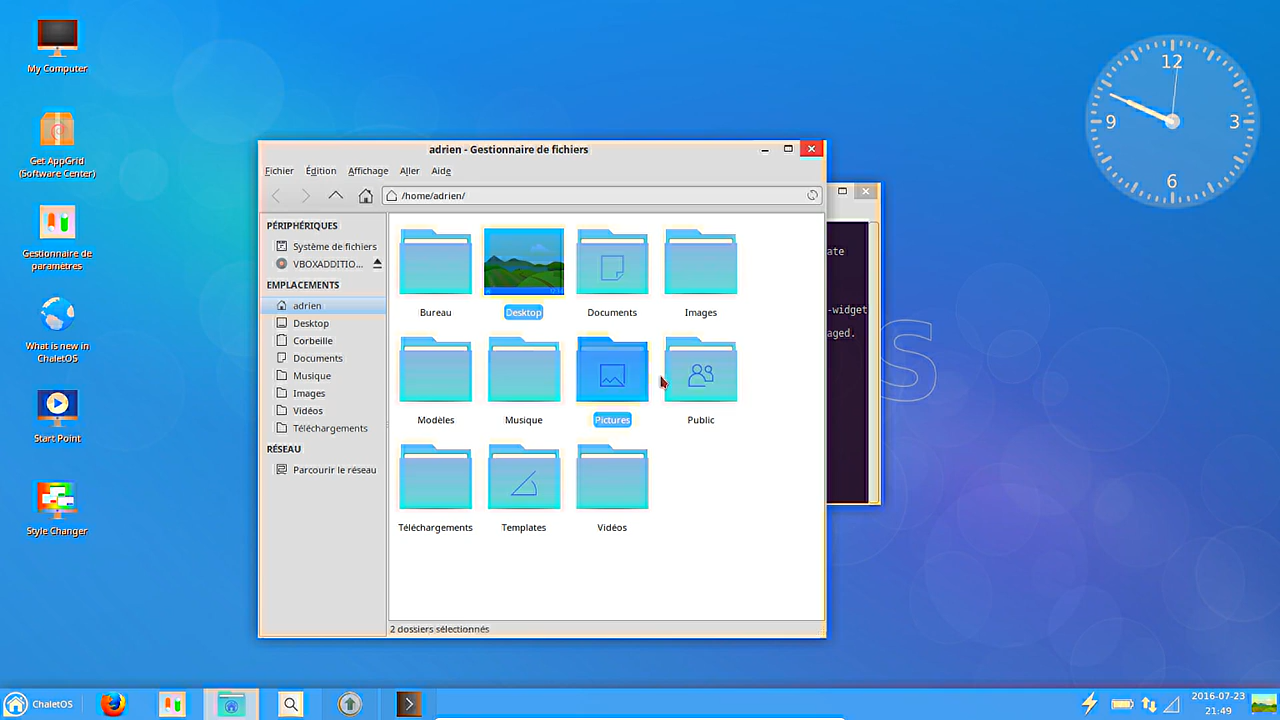 My Computer
Get AppGrid
(Software Center)
Gestionnaire de
paramètres
What is new in
ChaletOS
Start Point
Style Changer
12
3
6
9
adrien - Gestionnaire de fichiers
Fichier Édition Affichage Aller Aide
/home/adrien/
PÉRIPHÉRIQUES
Système de fichiers
VBOXADDITIO...
EMPLACEMENTS
adrien
Desktop
Corbeille
Documents
Musique
Images
Vidéos
Téléchargements
RÉSEAU
Parcourir le réseau
Bureau Desktop Documents Images
Modèles Musique Pictures Public
Téléchargements Templates Vidéos
2 dossiers sélectionnés
ate
-widget
aged.
S
ChaletOS
2016-07-23
21:49